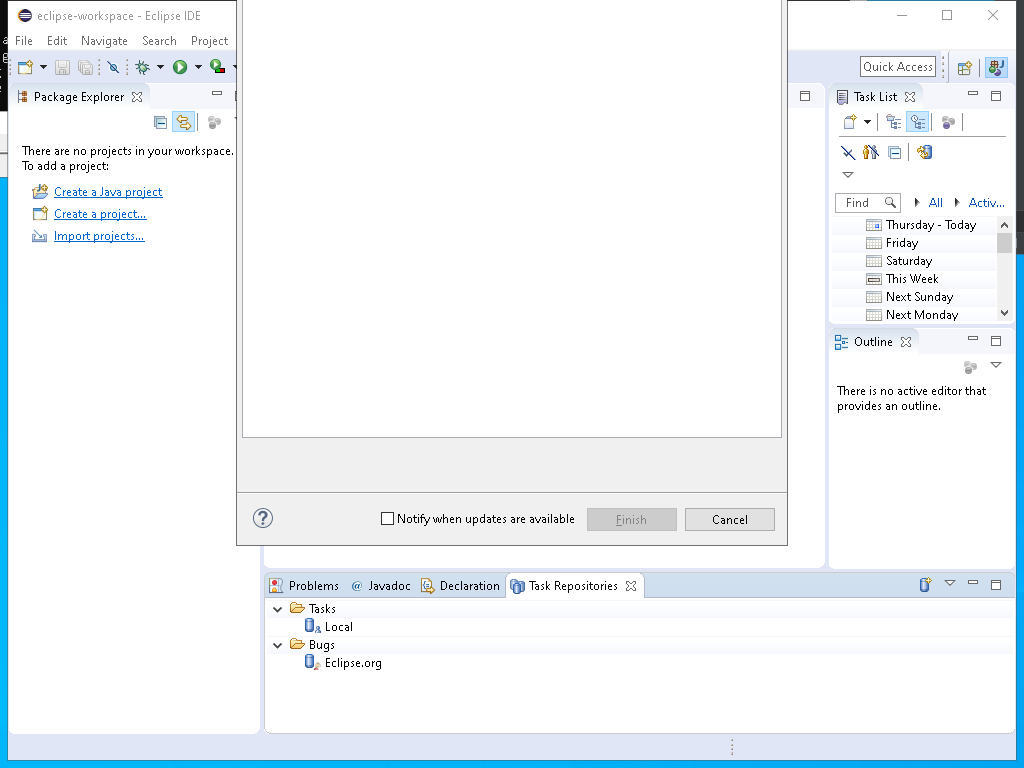 eclipse-workspace - Eclipse IDE
File Edit Navigate Search Project
Quick Access
Package Explorer
There are no projects in your workspace.
To add a project:
Create a Java project
Create a project...
Import projects...
Task List
Find
All
Activ...
Thursday - Today
Friday
Saturday
This Week
Next Sunday
Next Monday
Outline
There is no active editor that
provides an outline.
?
Notify when updates are available
Finish
Cancel
Problems @ Javadoc Declaration Task Repositories
Tasks
Local
Bugs
Eclipse.org